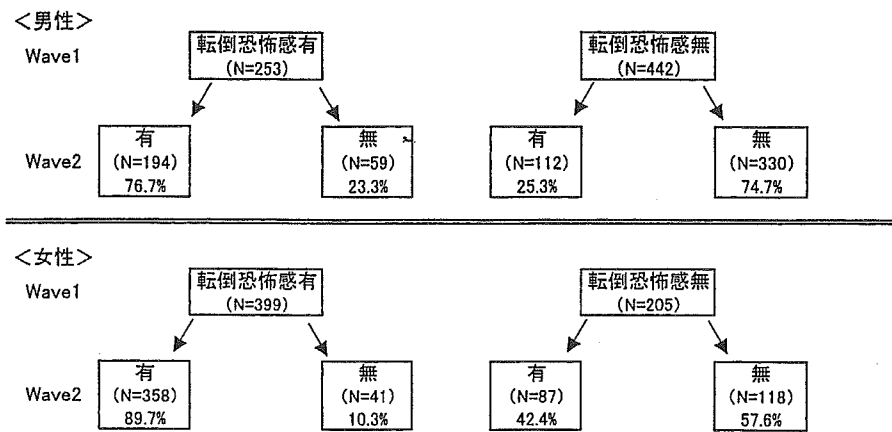 ＜男性＞
Wave1
転倒恐怖感有
(N=253)
転倒恐怖感無
(N=442)
Wave2
有
(N=194)
76.7%
無
(N=59)
23.3%
有
(N=112)
25.3%
無
(N=330)
74.7%
＜女性＞
Wave1
転倒恐怖感有
(N=399)
転倒恐怖感無
(N=205)
Wave2
有
(N=358)
89.7%
無
(N=41)
10.3%
有
(N=87)
42.4%
無
(N=118)
57.6%